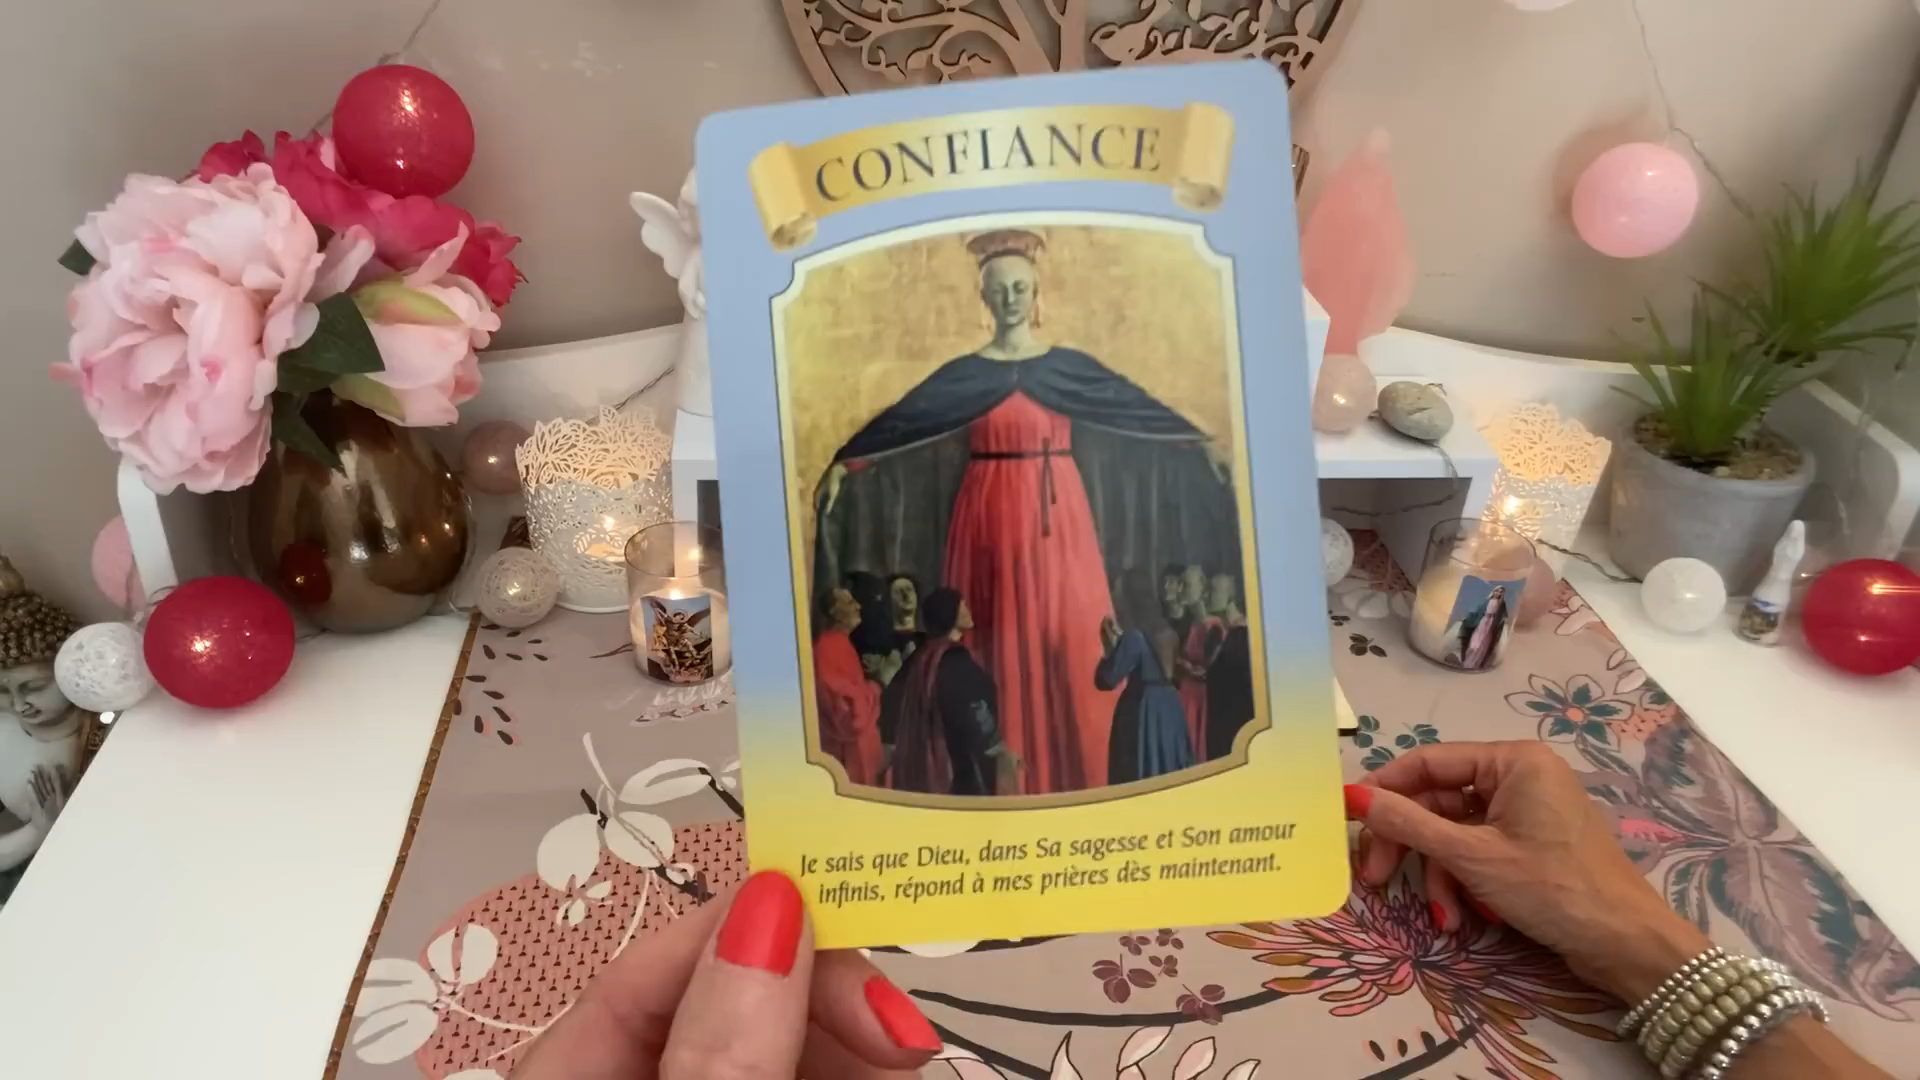 CONFIANCE
Je sais que Dieu, dans Sa sagesse et Son amour
infinis, répond à mes prières dès maintenant.